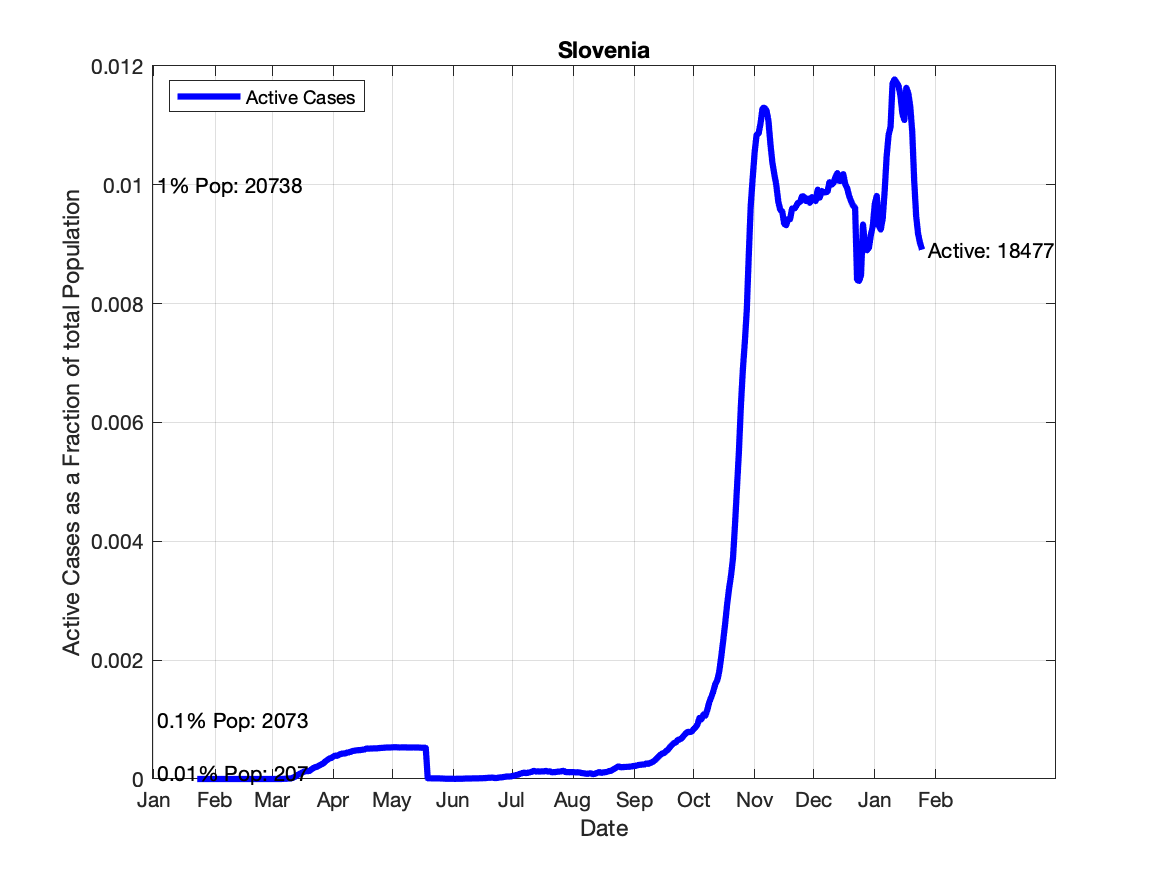 Slovenia
Active Cases
Active Cases as a Fraction of total Population
0.012
0.01
0.008
0.006
0.004
0.002
0
1% Pop: 20738
Active: 18477
0.1% Pop: 2073
0.01% Pop: 207
Jan Feb Mar Apr May Jun Jul Aug Sep Oct Nov Dec Jan Feb
Date